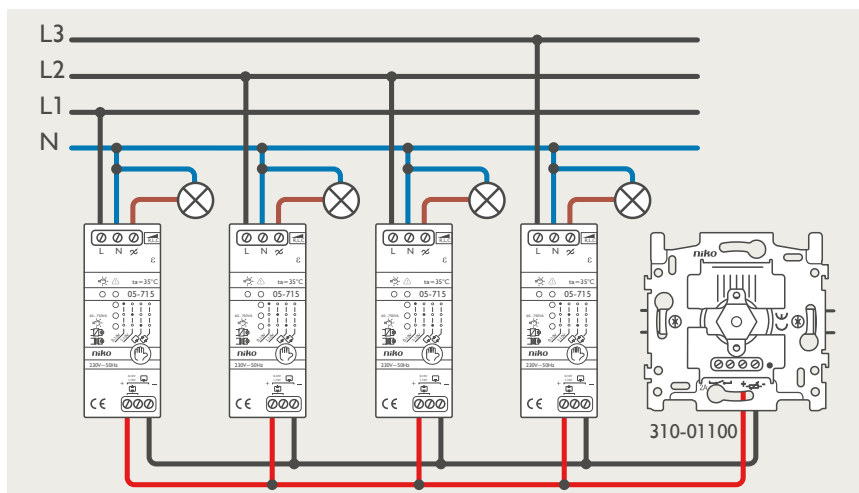 L3
L2
L1
N
L N
R,L,C
ε
ta=35°C
05-715
niko
230V~50Hz
+ −
CE
L N
R,L,C
ε
ta=35°C
05-715
niko
230V~50Hz
+ −
CE
L N
R,L,C
ε
ta=35°C
05-715
niko
230V~50Hz
+ −
CE
L N
R,L,C
ε
ta=35°C
05-715
niko
230V~50Hz
+ −
CE
niko
CE
2A
+ -
310-01100